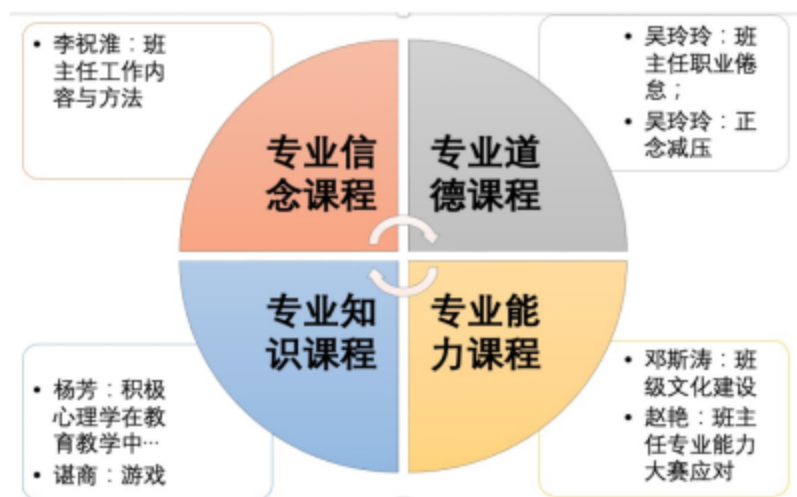 • 李祝淮：班
主任工作内
容与方法
• 吴玲玲：班
主任职业倦
怠；
• 吴玲玲：正
念减压
专业信
念课程
专业道
德课程
专业知
识课程
专业能
力课程
• 杨芳：积极
心理学在教
育教学中…
• 谌商：游戏
• 邓斯涛：班
级文化建设
• 赵艳：班主
任专业能力
大赛应对